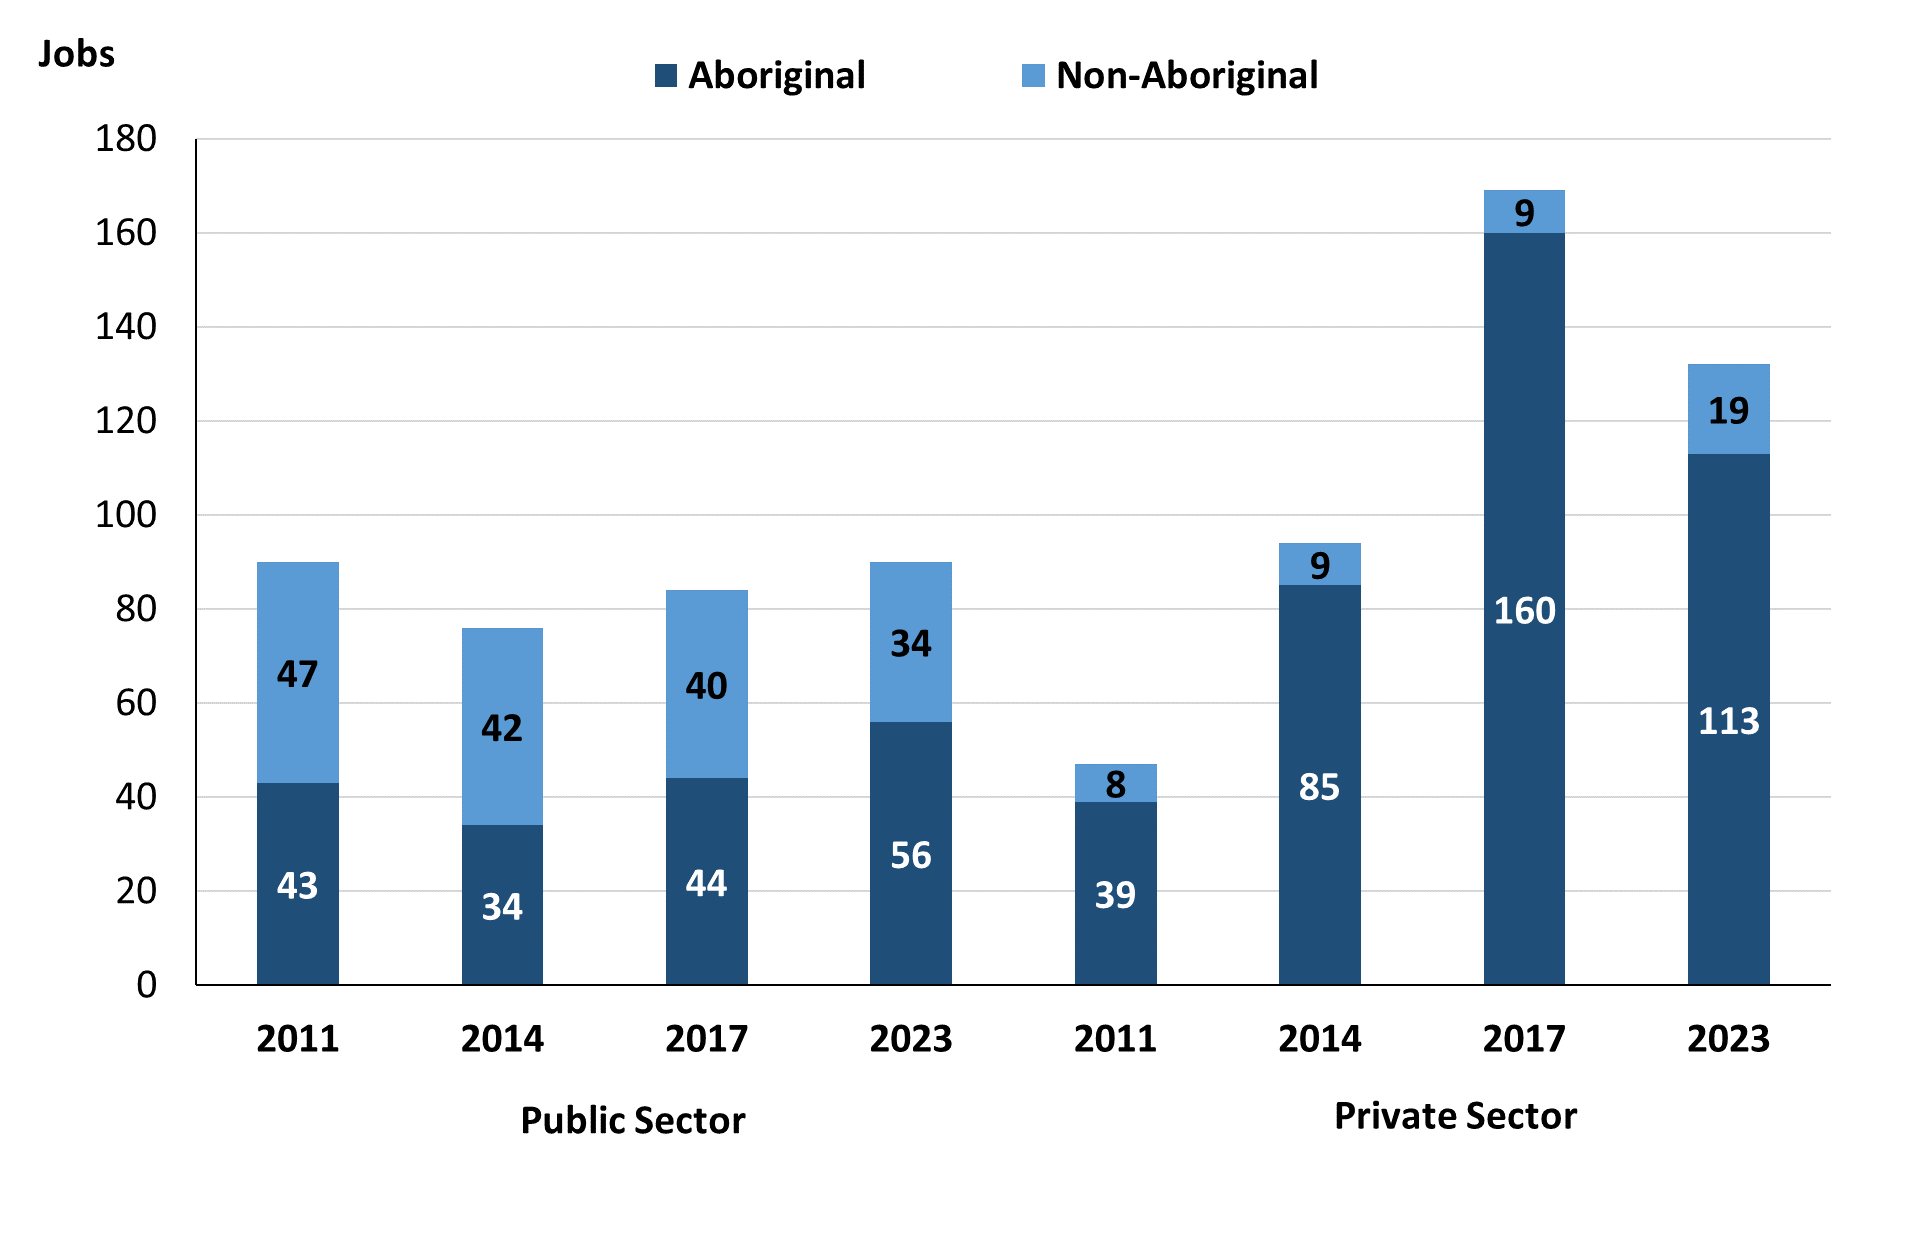 Jobs
Aboriginal Non-Aboriginal
180
160
140
120
100
80
60
40
20
0
47 42 40 34 8 9 9 19
43 34 44 56 39 85 160 113
2011 2014 2017 2023 2011 2014 2017 2023
Public Sector Private Sector